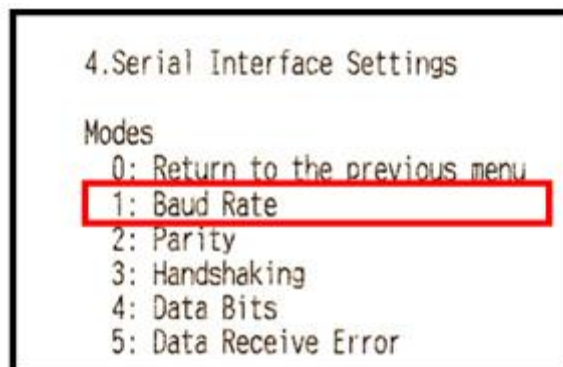 4.Serial Interface Settings
Modes
0: Return to the previous menu
1: Baud Rate
2: Parity
3: Handshaking
4: Data Bits
5: Data Receive Error